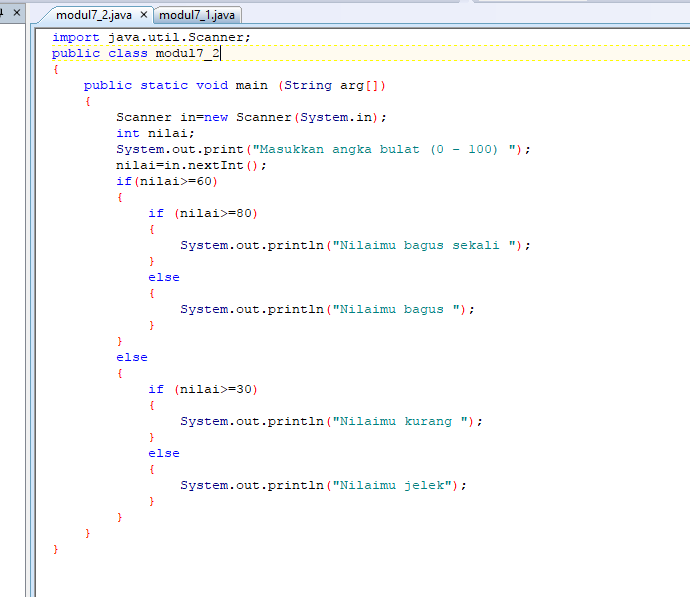 modul7_2.java × modul7_1.java
import java.util.Scanner;
public class modul7_2
{
    public static void main (String arg[])
    {
        Scanner in=new Scanner(System.in);
        int nilai;
        System.out.print("Masukkan angka bulat (0 - 100) ");
        nilai=in.nextInt();
        if(nilai>=60)
        {
            if (nilai>=80)
            {
                System.out.println("Nilaimu bagus sekali ");
            }
            else
            {
                System.out.println("Nilaimu bagus ");
            }
        }
        else
        {
            if (nilai>=30)
            {
                System.out.println("Nilaimu kurang ");
            }
            else
            {
                System.out.println("Nilaimu jelek");
            }
        }
    }
}